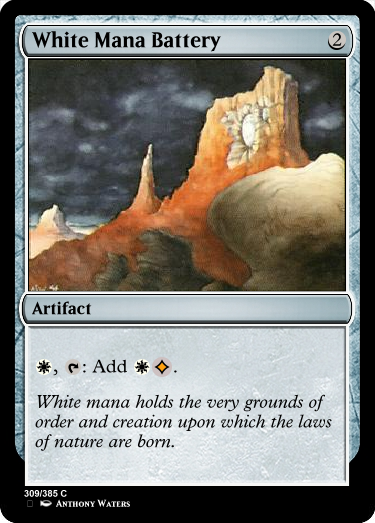 White Mana Battery 2
Artifact
, : Add .
White mana holds the very grounds of
order and creation upon which the laws
of nature are born.
309/385 C
Anthony Waters